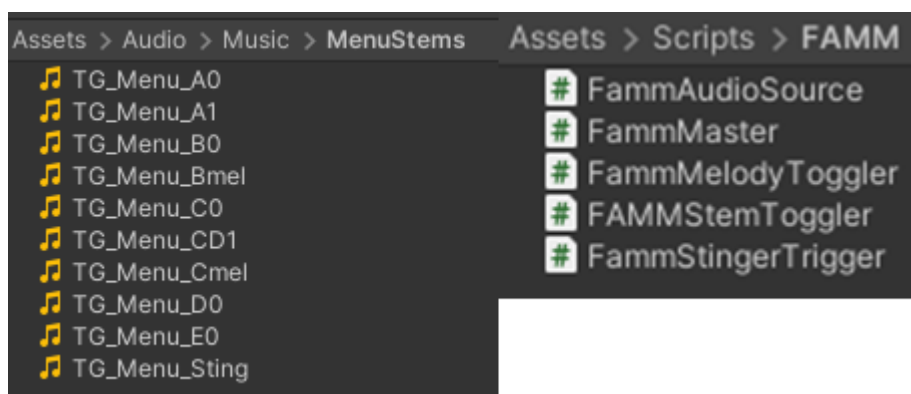 Assets > Audio > Music > MenuStems
TG_Menu_A0
TG_Menu_A1
TG_Menu_B0
TG_Menu_Bmel
TG_Menu_C0
TG_Menu_CD1
TG_Menu_Cmel
TG_Menu_D0
TG_Menu_E0
TG_Menu_Sting
Assets > Scripts > FAMM
# FammAudioSource
# FammMaster
# FammMelodyToggler
# FAMMStemToggler
# FammStingerTrigger